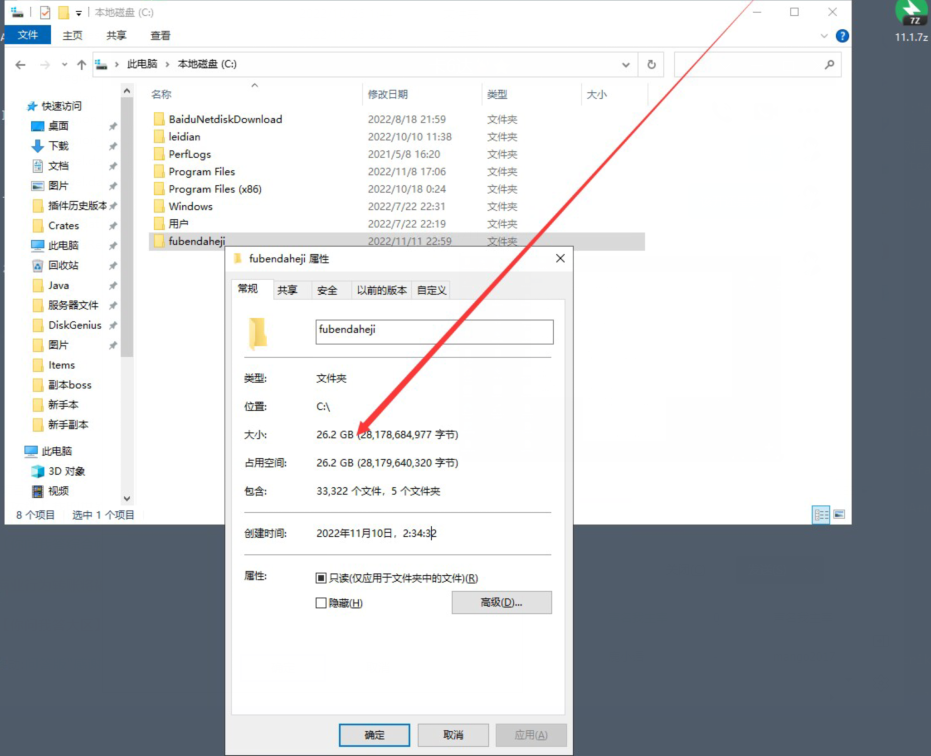 本地磁盘 (C:)
7Z
11.1.7z
文件 主页 共享 查看
此电脑 › 本地磁盘 (C:)
名称 修改日期 类型 大小
快速访问
桌面
下载
文档
图片
插件历史版本
Crates
此电脑
回收站
Java
服务器文件
DiskGenius
图片
Items
副本boss
新手本
新手副本
此电脑
3D 对象
视频
BaiduNetdiskDownload 2022/8/18 21:59 文件夹
leidian 2022/10/10 11:38 文件夹
PerfLogs 2021/5/8 16:20 文件夹
Program Files 2022/11/8 17:06 文件夹
Program Files (x86) 2022/10/18 0:24 文件夹
Windows 2022/7/22 22:31 文件夹
用户 2022/7/22 22:19 文件夹
fubendaheji 2022/11/11 22:59 文件夹
8 个项目 选中 1 个项目
fubendaheji 属性
常规 共享 安全 以前的版本 自定义
fubendaheji
类型: 文件夹
位置: C:\
大小: 26.2 GB (28,178,684,977 字节)
占用空间: 26.2 GB (28,179,640,320 字节)
包含: 33,322 个文件，5 个文件夹
创建时间: 2022年11月10日，2:34:32
属性: 只读(仅应用于文件夹中的文件)(R)
隐藏(H) 高级(D)...
确定 取消 应用(A)